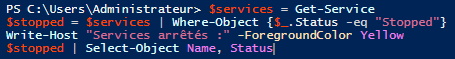 PS C:\Users\Administrateur> $services = Get-Service
$stopped = $services | Where-Object {$_.Status -eq "Stopped"}
Write-Host "Services arrêtés :" -ForegroundColor Yellow
$stopped | Select-Object Name, Status